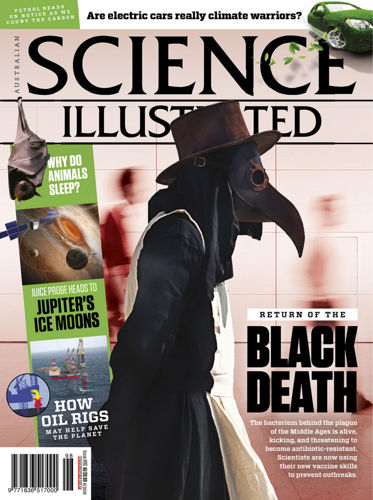 PETROL HEADS
ON NOTICE AS WE
COUNT THE CARBON
Are electric cars really climate warriors?
AUSTRALIAN
SCIENCE
ILLUSTRATED
WHY DO
ANIMALS
SLEEP?
JUICE PROBE HEADS TO
JUPITER'S
ICE MOONS
HOW
OIL RIGS
MAY HELP SAVE
THE PLANET
RETURN OF THE
BLACK
DEATH
The bacterium behind the plague
of the Middle Ages is alive,
kicking, and threatening to
become antibiotic-resistant.
Scientists are now using
their new vaccine skills
to prevent outbreaks.
9 771836 517000